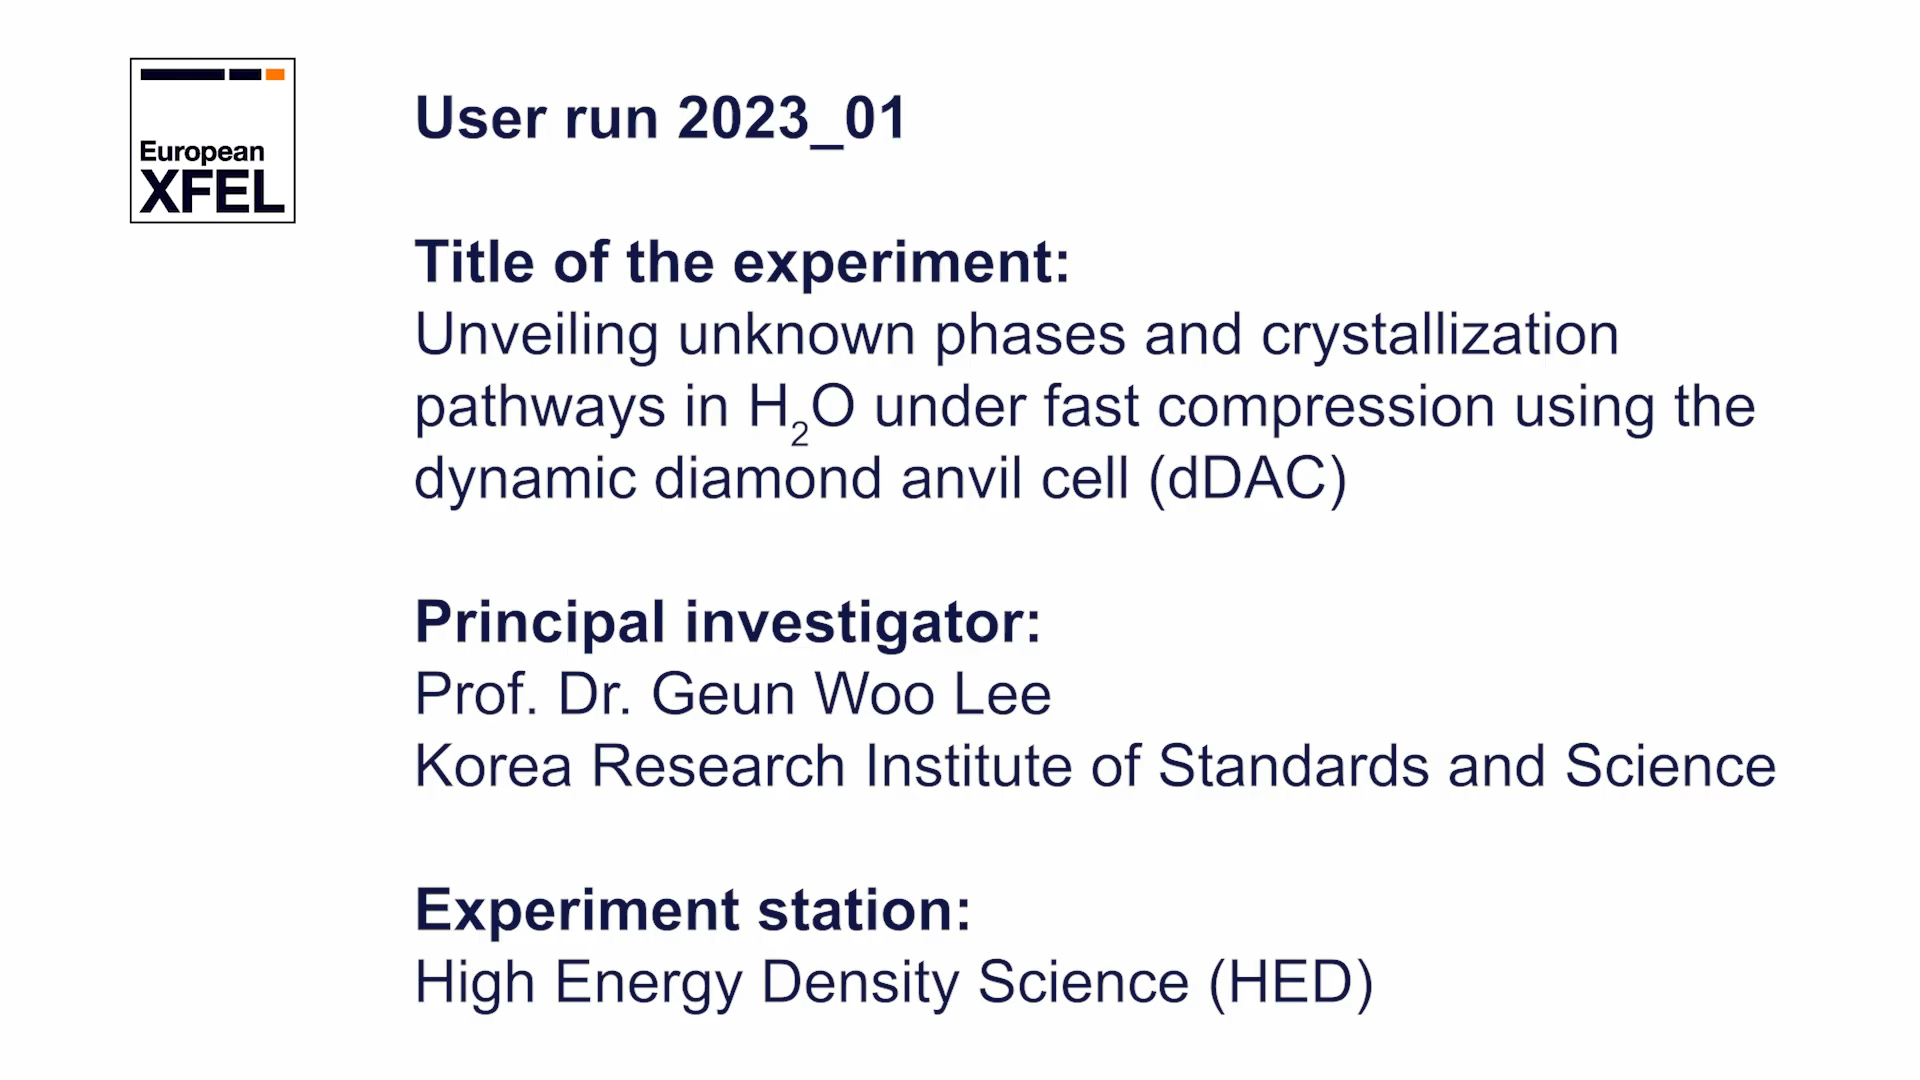 European
XFEL
User run 2023_01
Title of the experiment:
Unveiling unknown phases and crystallization
pathways in H₂O under fast compression using the
dynamic diamond anvil cell (dDAC)
Principal investigator:
Prof. Dr. Geun Woo Lee
Korea Research Institute of Standards and Science
Experiment station:
High Energy Density Science (HED)